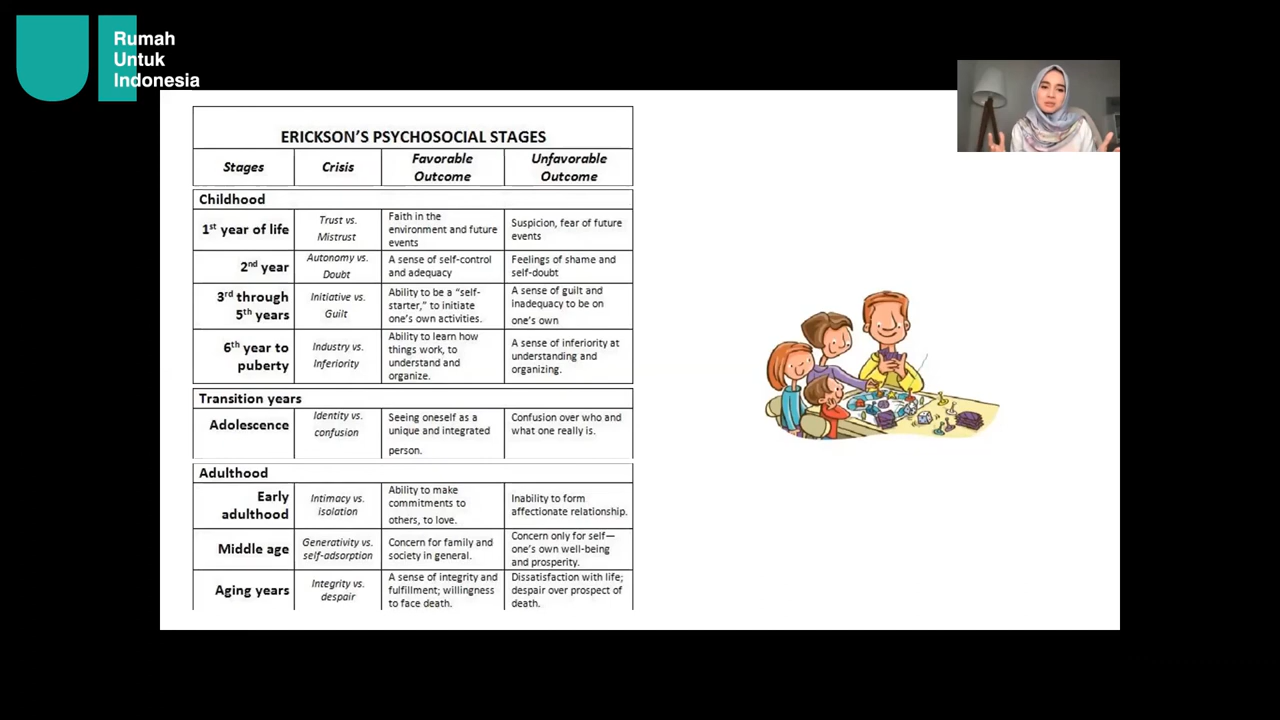 Rumah
Untuk
Indonesia
ERICKSON'S PSYCHOSOCIAL STAGES
Stages
Crisis
Favorable
Outcome
Unfavorable
Outcome
Childhood
1st year of life
Trust vs.
Mistrust
Faith in the
environment and future
events
Suspicion, fear of future
events
2nd year
Autonomy vs.
Doubt
A sense of self-control
and adequacy
Feelings of shame and
self-doubt
3rd through
5th years
Initiative vs.
Guilt
Ability to be a "self-
starter," to initiate
one's own activities.
A sense of guilt and
inadequacy to be on
one's own
6th year to
puberty
Industry vs.
Inferiority
Ability to learn how
things work, to
understand and
organize.
A sense of inferiority at
understanding and
organizing.
Transition years
Adolescence
Identity vs.
confusion
Seeing oneself as a
unique and integrated
person.
Confusion over who and
what one really is.
Adulthood
Early
adulthood
Intimacy vs.
isolation
Ability to make
commitments to
others, to love.
Inability to form
affectionate relationship.
Middle age
Generativity vs.
self-adsorption
Concern for family and
society in general.
Concern only for self—
one's own well-being
and prosperity.
Aging years
Integrity vs.
despair
A sense of integrity and
fulfillment; willingness
to face death.
Dissatisfaction with life;
despair over prospect of
death.